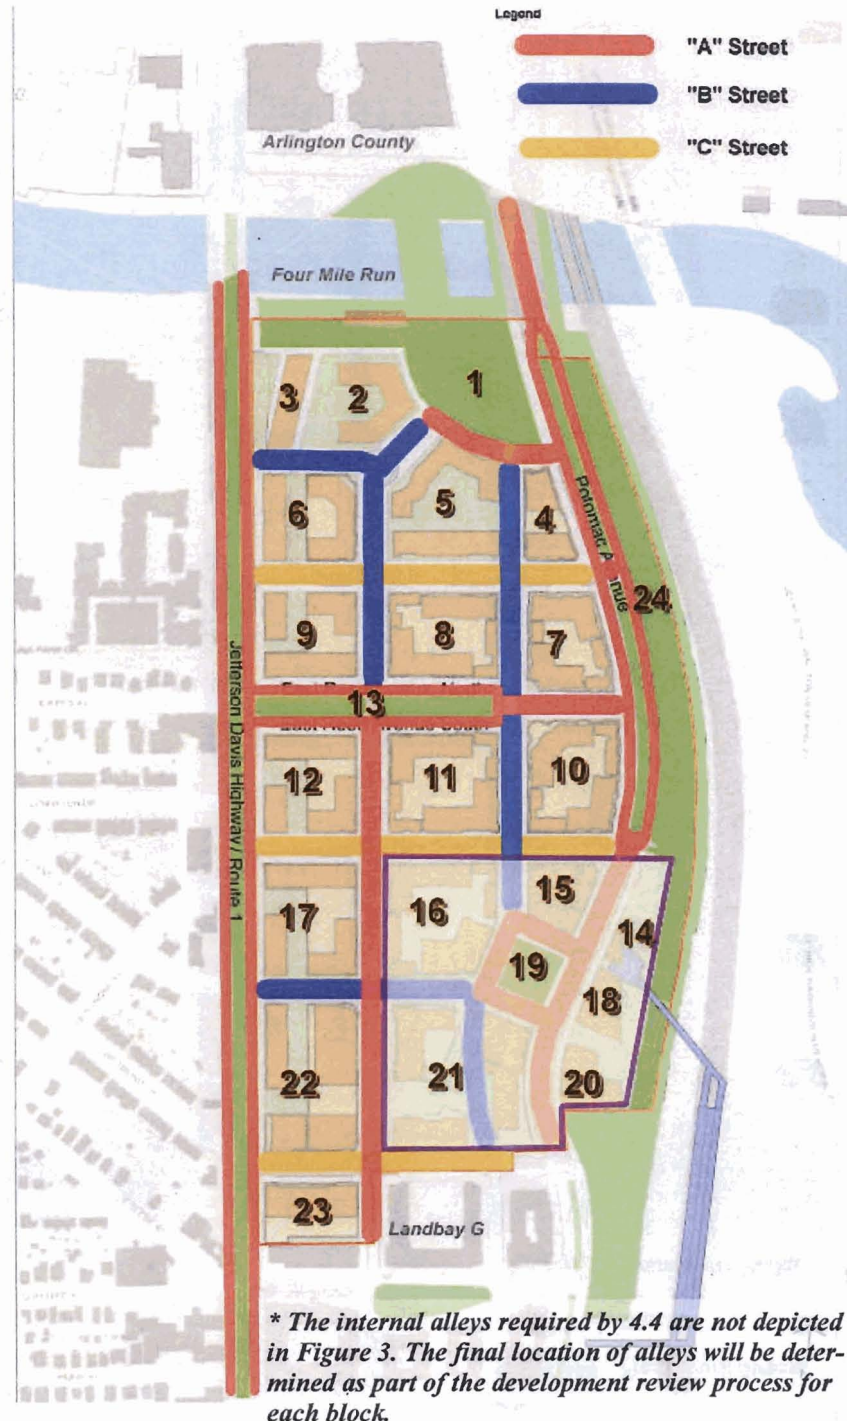 Legend
"A" Street
"B" Street
"C" Street
Arlington County
Four Mile Run
1
3
2
6
5
4
Potomac A nue
24
9
8
7
13
Jefferson Davis Highway / Route 1
12
11
10
17
16
15
14
19
18
22
21
20
23
Landbay G
* The internal alleys required by 4.4 are not depicted
in Figure 3. The final location of alleys will be deter-
mined as part of the development review process for
each block.